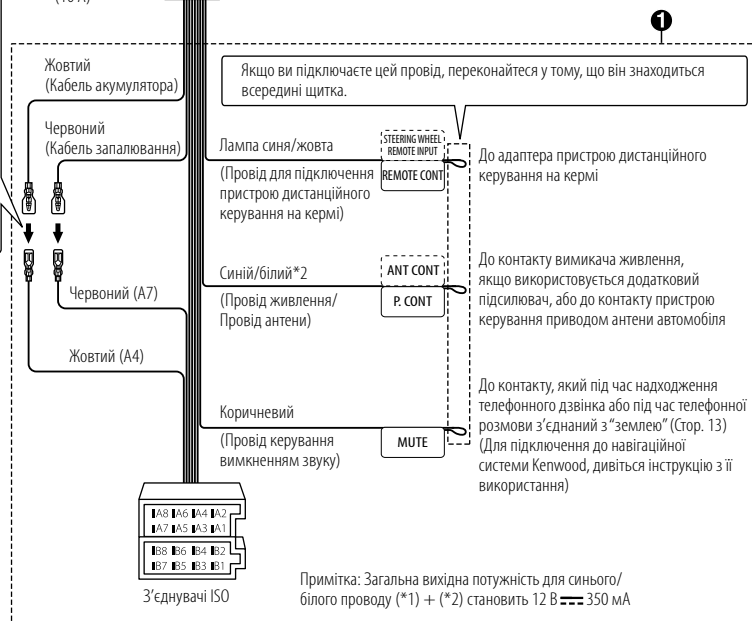 (10 A)
❶
Жовтий
(Кабель акумулятора)
Якщо ви підключаєте цей провід, переконайтеся у тому, що він знаходиться
всередині щитка.
Червоний
(Кабель запалювання)
Лампа синя/жовта
(Провід для підключення
пристрою дистанційного
керування на кермі)
STEERING WHEEL
REMOTE INPUT
REMOTE CONT
До адаптера пристрою дистанційного
керування на кермі
Синій/білий*2
(Провід живлення/
Провід антени)
ANT CONT
P. CONT
До контакту вимикача живлення,
якщо використовується додатковий
підсилювач, або до контакту пристрою
керування приводом антени автомобіля
Червоний (A7)
Жовтий (A4)
Коричневий
(Провід керування
вимкненням звуку)
MUTE
До контакту, який під час надходження
телефонного дзвінка або під час телефонної
розмови з’єднаний з “землею” (Стор. 13)
(Для підключення до навігаційної
системи Kenwood, дивіться інструкцію з її
використання)
A8 A6 A4 A2
A7 A5 A3 A1
B8 B6 B4 B2
B7 B5 B3 B1
З’єднувачі ISO
Примітка: Загальна вихідна потужність для синього/
білого проводу (*1) + (*2) становить 12 В ⎓ 350 мА